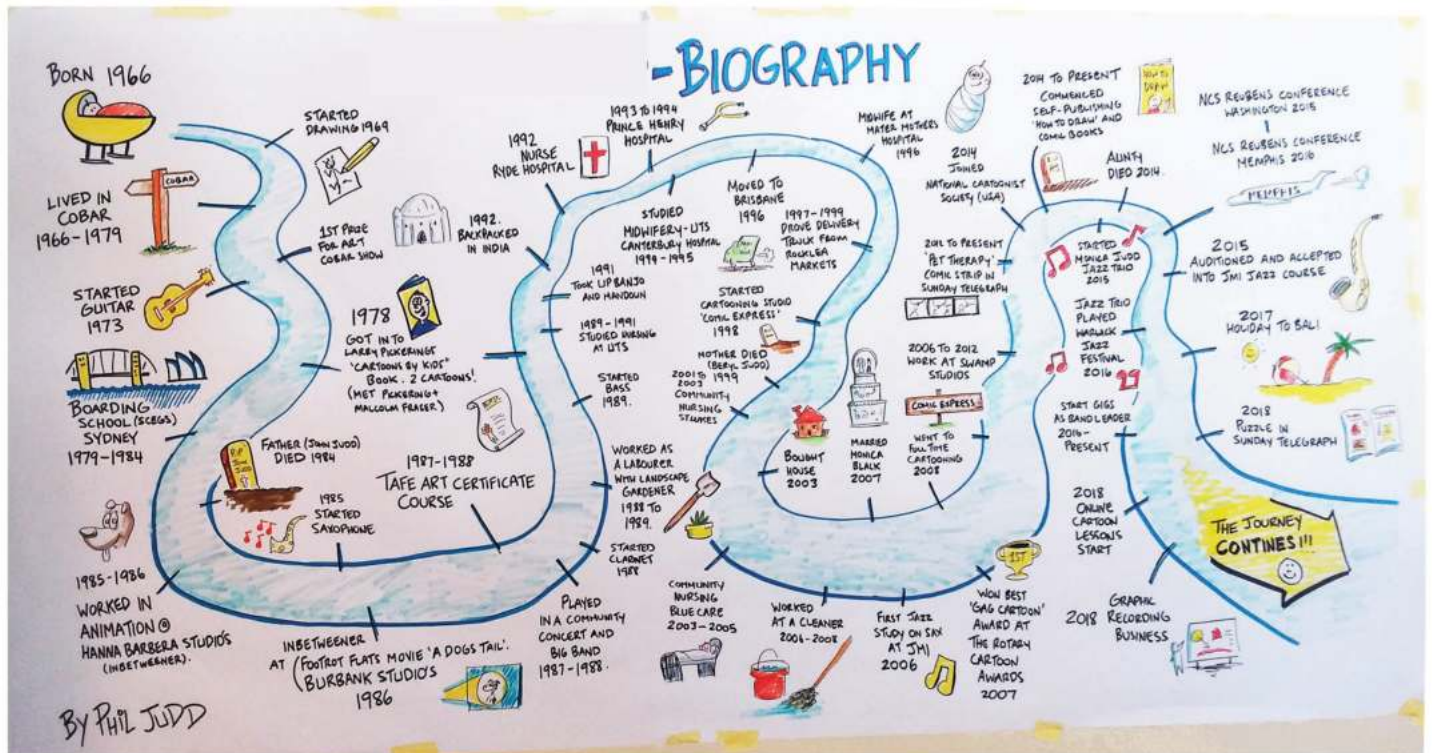 -BIOGRAPHY
BORN 1966
STARTED
DRAWING 1969
LIVED IN
COBAR
1966-1979
COBAR
1ST PRIZE
FOR ART
COBAR SHOW
STARTED
GUITAR
1973
1978
GOT IN TO
LARRY PICKERINGS
'CARTOONS BY KIDS'
BOOK. 2 CARTOONS'.
(MET PICKERING +
MALCOLM FRASER)
BOARDING
SCHOOL (SCEGS)
SYDNEY
1979-1984
R.I.P
JOHN
JUDD
FATHER (JOHN JUDD)
DIED 1984
1985
STARTED
SAXOPHONE
1985-1986
WORKED IN
ANIMATION @
HANNA BARBERA STUDIO'S
(INBETWEENER).
INBETWEENER
AT (FOOTROT FLATS MOVIE 'A DOGS TAIL'.
BURBANK STUDIO'S
1986
1987-1988
TAFE ART CERTIFICATE
COURSE
PLAYED
IN A COMMUNITY
CONCERT AND
BIG BAND
1987-1988.
STARTED
CLARINET
1988
WORKED AS
A LABOURER
WITH LANDSCAPE
GARDENER
1988 TO
1989.
STARTED
BASS
1989.
1989-1991
STUDIED NURSING
AT UTS
1991
TOOK UP BANJO
AND MANDOLIN
1992.
BACKPACKED
IN INDIA
1992
NURSE
RYDE HOSPITAL
1993 TO 1994
PRINCE HENRY
HOSPITAL
STUDIED
MIDWIFERY-UTS
CANTERBURY HOSPITAL
1994-1995
MOVED TO
BRISBANE
1996
MIDWIFE AT
MATER MOTHERS
HOSPITAL
1996
1997-1999
DROVE DELIVERY
TRUCK FROM
ROCKLEA
MARKETS
STARTED
CARTOONING STUDIO
'COMIC EXPRESS'
1998
MOTHER DIED
(BERYL JUDD)
1999
2001 TO
2003
COMMUNITY
NURSING
ST LUKES
BOUGHT
HOUSE
2003
COMMUNITY
NURSING
BLUE CARE
2003-2005
WORKED
AT A CLEANER
2006-2008
FIRST JAZZ
STUDY ON SAX
AT JMI
2006
1ST
WON BEST
'GAG CARTOON'
AWARD AT
THE ROTARY
CARTOON
AWARDS
2007
MARRIED
MONICA
BLACK
2007
COMIC EXPRESS
WENT TO
FULL TIME
CARTOONING
2008
2006 TO 2012
WORK AT SWAMP
STUDIOS
TO PRESENT
'PET THERAPY'
COMIC STRIP IN
SUNDAY TELEGRAPH
2014
JOINED
NATIONAL CARTOONIST
SOCIETY (USA)
2014 TO PRESENT
COMMENCED
SELF-PUBLISHING
'HOW TO DRAW' AND
COMIC BOOKS
HOW TO
DRAW
AUNTY
DIED 2014.
NCS REUBENS CONFERENCE
WASHINGTON 2015
NCS REUBENS CONFERENCE
MEMPHIS 2016
MEMPHIS
STARTED
MONICA JUDD
JAZZ TRIO
2015
2015
AUDITIONED AND ACCEPTED
INTO JMI JAZZ COURSE
JAZZ TRIO
PLAYED
WARWICK
JAZZ
FESTIVAL
2016
2017
HOLIDAY TO BALI
START GIGS
AS BAND LEADER
2016-
PRESENT
2018
PUZZLE IN
SUNDAY TELEGRAPH
2018
ONLINE
CARTOON
LESSONS
START
2018 GRAPHIC
RECORDING
BUSINESS
THE JOURNEY
CONTINES!!!
BY PHIL JUDD